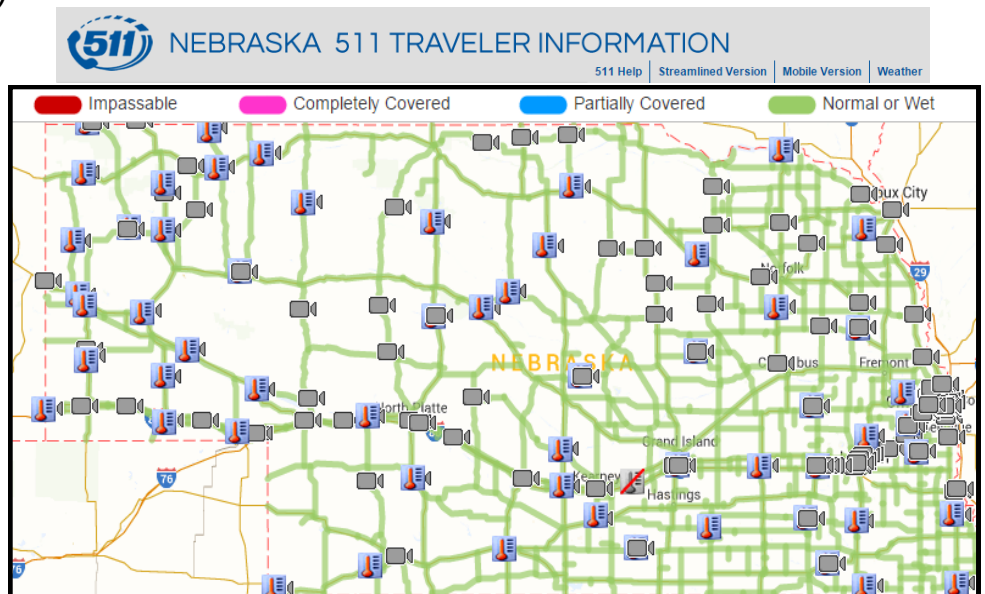 511
NEBRASKA 511 TRAVELER INFORMATION
511 Help Streamlined Version Mobile Version Weather
Impassable
Completely Covered
Partially Covered
Normal or Wet
29
NEBRASKA
Fremont
North Platte
Grand Island
Kearney
Hastings
76